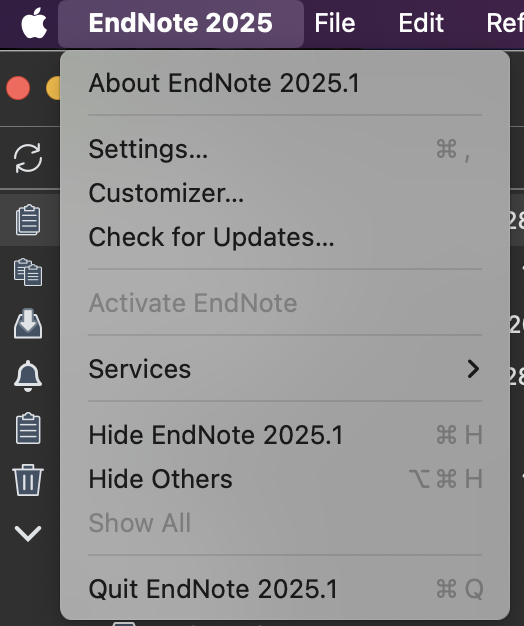 EndNote 2025 File Edit
About EndNote 2025.1
Settings... ⌘ ,
Customizer...
Check for Updates...
Activate EndNote
Services
Hide EndNote 2025.1 ⌘ H
Hide Others ⌥ ⌘ H
Show All
Quit EndNote 2025.1 ⌘ Q